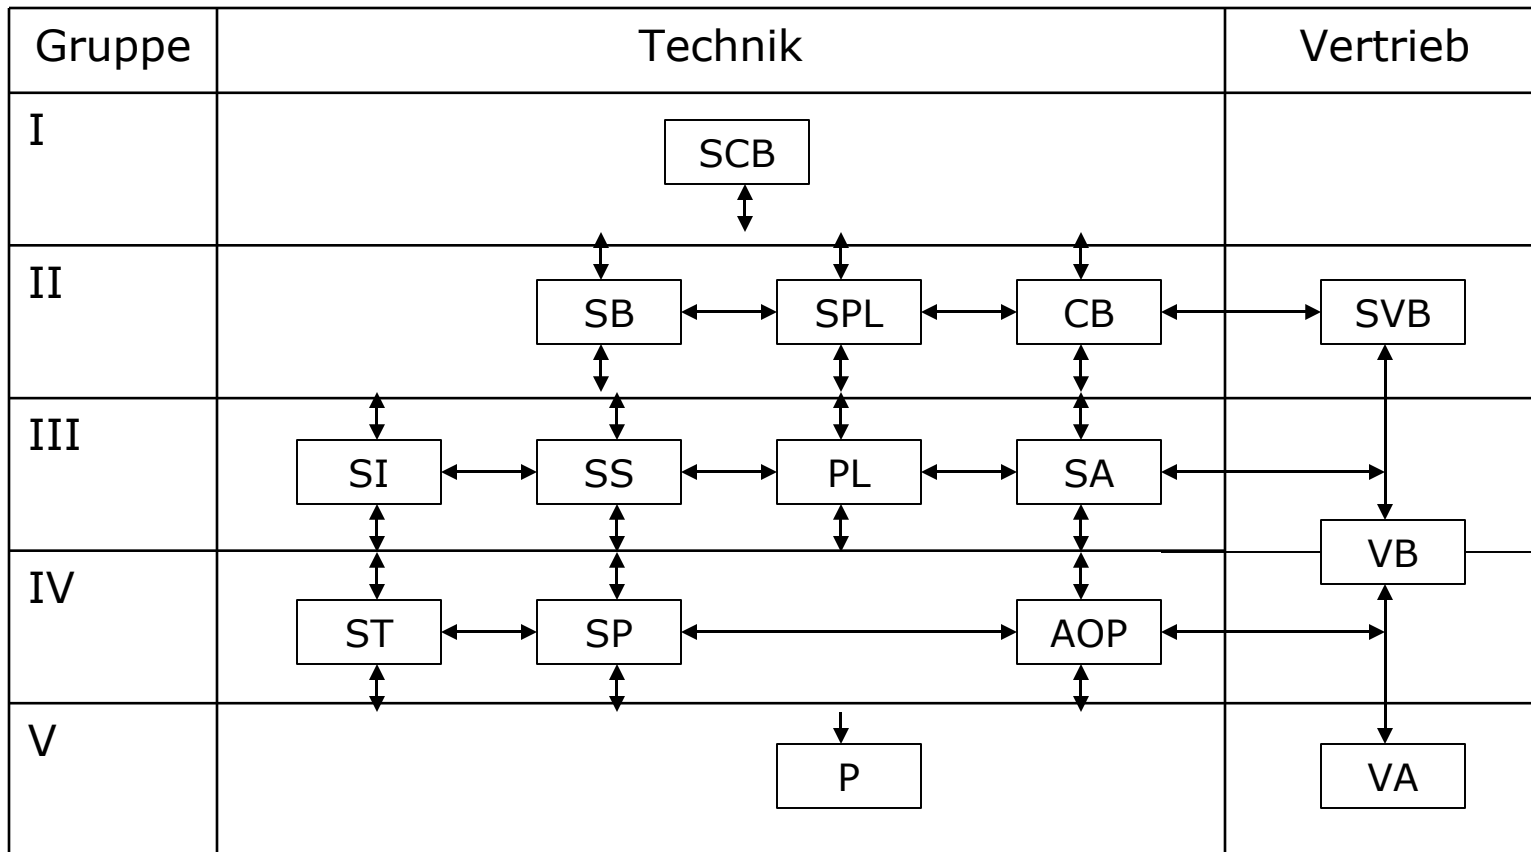 Gruppe Technik Vertrieb
I
SCB
II
SB SPL CB SVB
III
SI SS PL SA
VB
IV
ST SP AOP
V
P VA